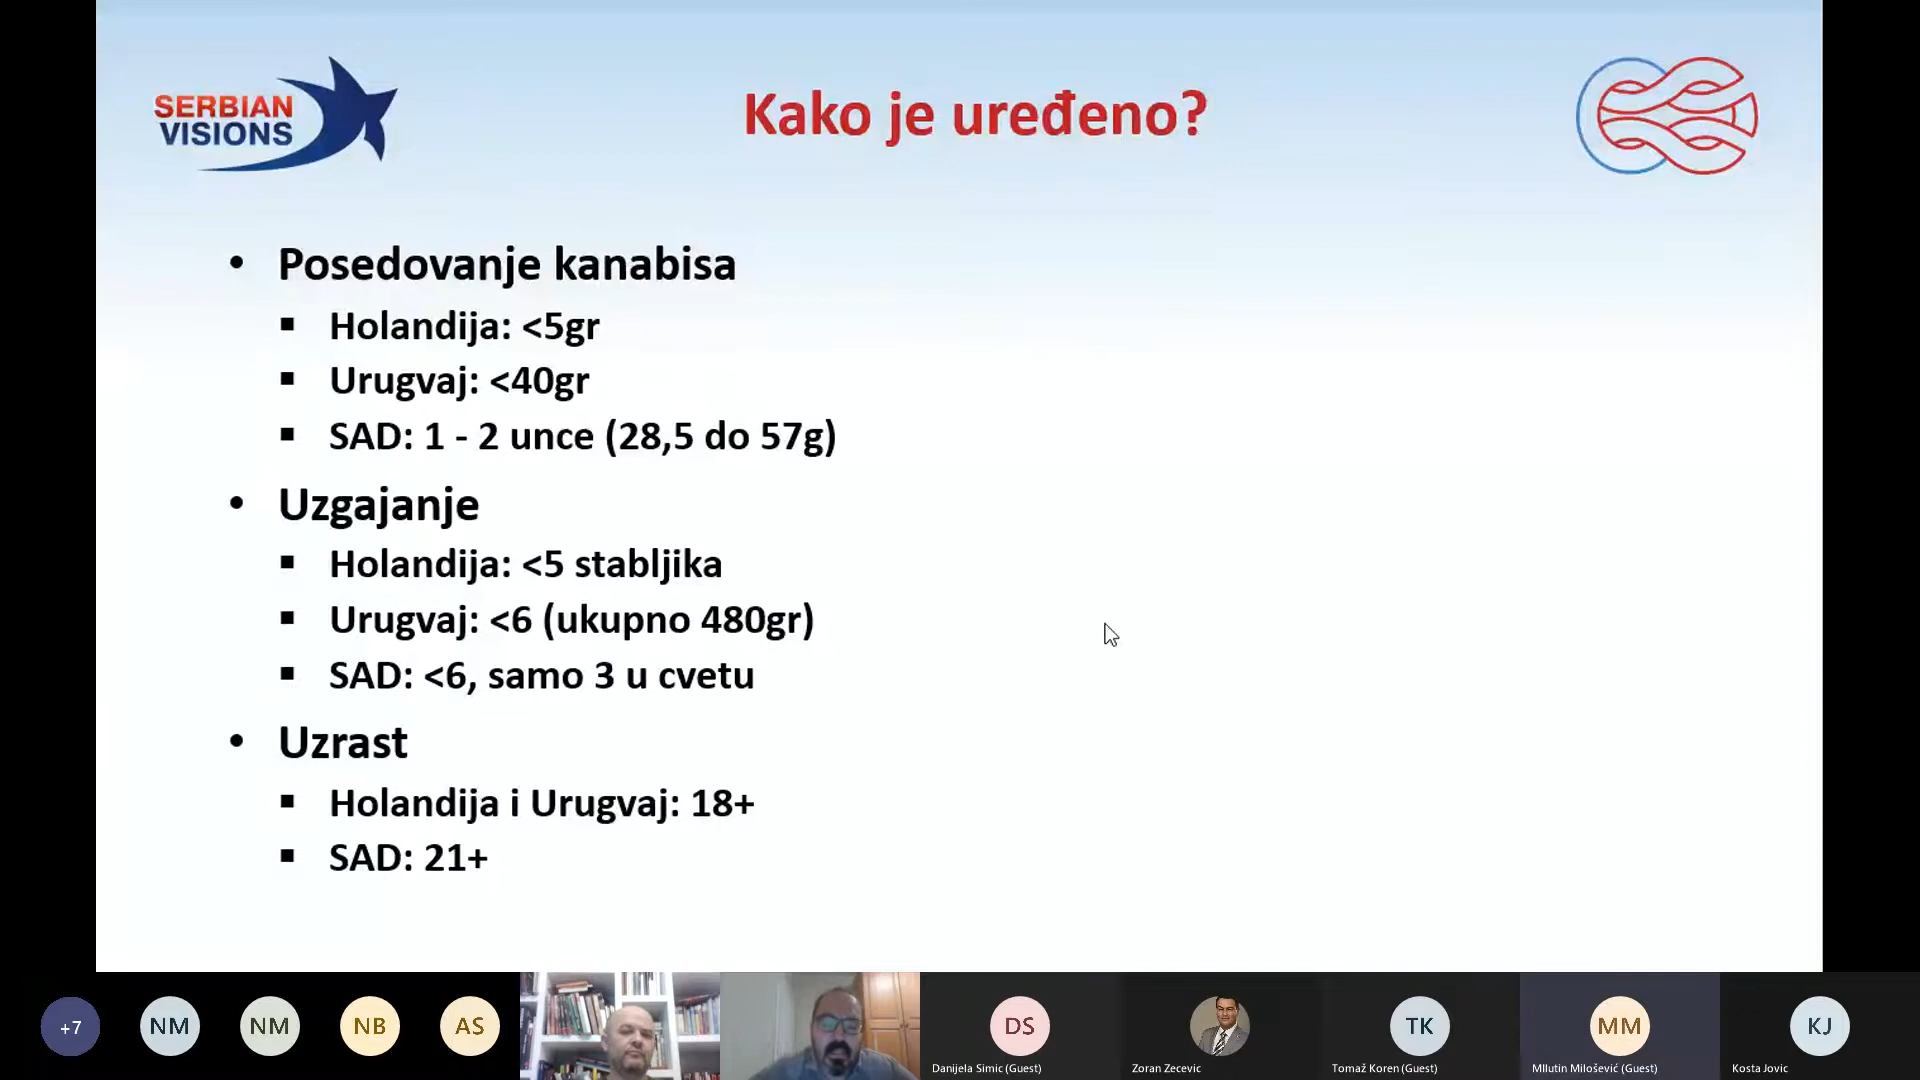 SERBIAN
VISIONS
Kako je uređeno?
• Posedovanje kanabisa
▪ Holandija: <5gr
▪ Urugvaj: <40gr
▪ SAD: 1 - 2 unce (28,5 do 57g)
• Uzgajanje
▪ Holandija: <5 stabljika
▪ Urugvaj: <6 (ukupno 480gr)
▪ SAD: <6, samo 3 u cvetu
• Uzrast
▪ Holandija i Urugvaj: 18+
▪ SAD: 21+
+7 NM NM NB AS DS TK MM KJ
Danijela Simic (Guest) Zoran Zecevic Tomaž Koren (Guest) MIlutin Milošević (Guest) Kosta Jovic